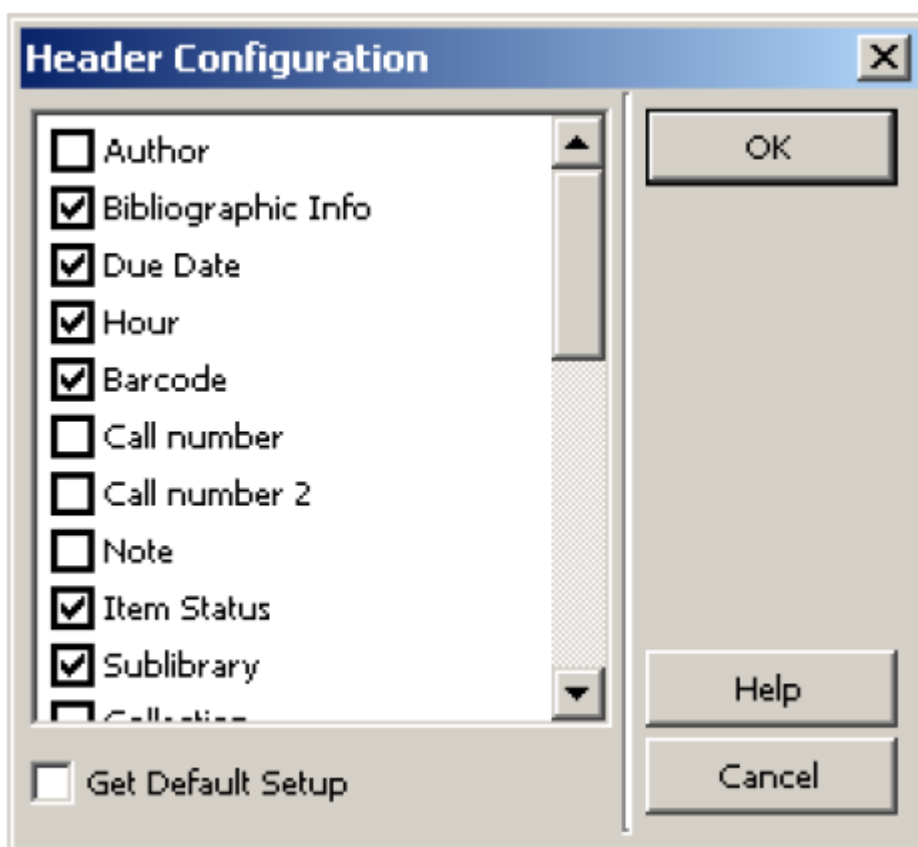 Header Configuration
Author
Bibliographic Info
Due Date
Hour
Barcode
Call number
Call number 2
Note
Item Status
Sublibrary
Collection
Get Default Setup
OK
Help
Cancel